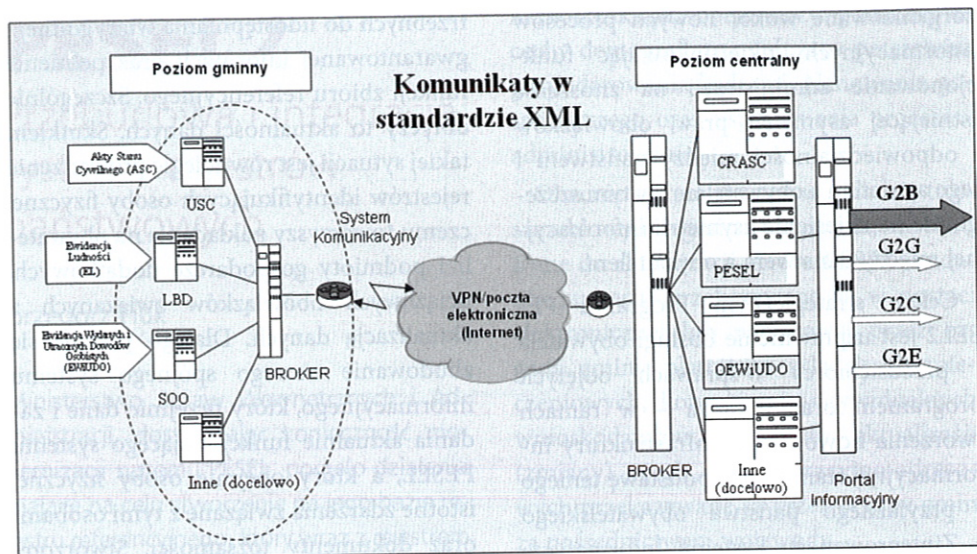 Poziom gminny
Komunikaty w
standardzie XML
Poziom centralny
Akty Stanu
Cywilnego (ASC)
USC
Ewidencja
Ludności
(EL)
LBD
Ewidencja Wydanych i
Utraconych Dowodów
Osobistych
(EWiUDO)
SOO
Inne (docelowo)
BROKER
System
Komunikacyjny
VPN/poczta
elektroniczna
(Internet)
BROKER
CRASC
PESEL
OEWiUDO
Inne
(docelowo)
Portal
Informacyjny
G2B
G2G
G2C
G2E